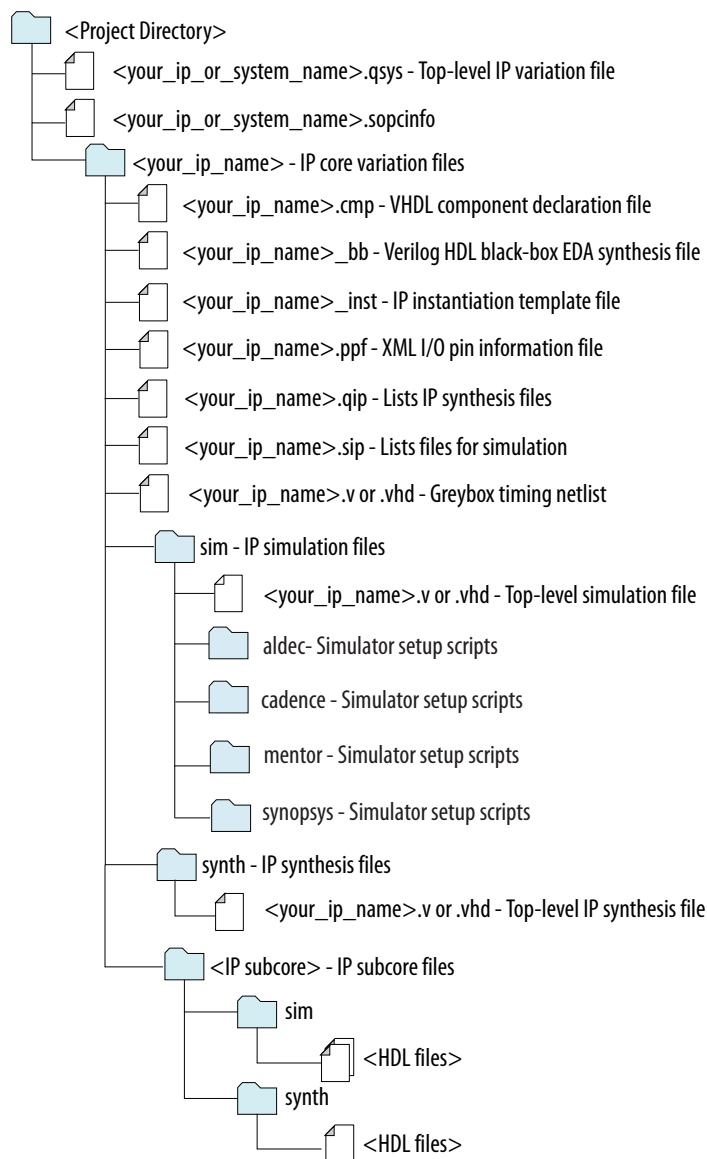 <Project Directory>
<your_ip_or_system_name>.qsys - Top-level IP variation file
<your_ip_or_system_name>.sopcinfo
<your_ip_name> - IP core variation files
<your_ip_name>.cmp - VHDL component declaration file
<your_ip_name>_bb - Verilog HDL black-box EDA synthesis file
<your_ip_name>_inst - IP instantiation template file
<your_ip_name>.ppf - XML I/O pin information file
<your_ip_name>.qip - Lists IP synthesis files
<your_ip_name>.sip - Lists files for simulation
<your_ip_name>.v or .vhd - Greybox timing netlist
sim - IP simulation files
<your_ip_name>.v or .vhd - Top-level simulation file
aldec- Simulator setup scripts
cadence - Simulator setup scripts
mentor - Simulator setup scripts
synopsys - Simulator setup scripts
synth - IP synthesis files
<your_ip_name>.v or .vhd - Top-level IP synthesis file
<IP subcore> - IP subcore files
sim
<HDL files>
synth
<HDL files>